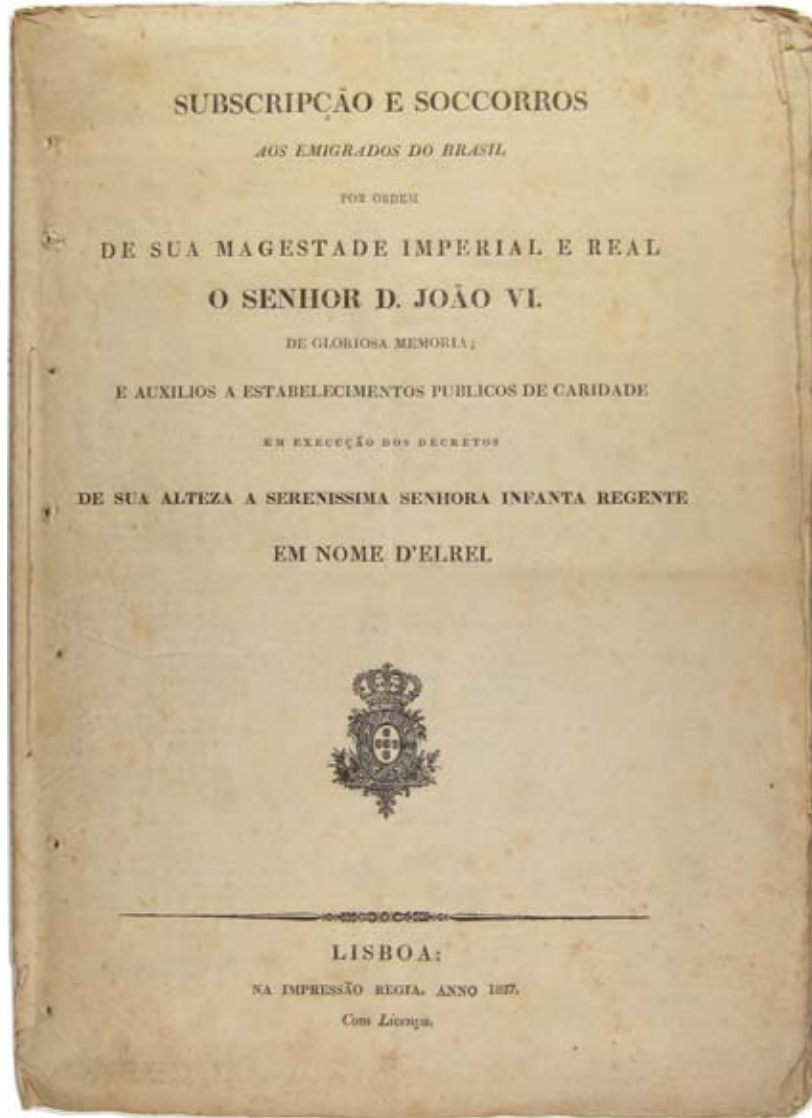 SUBSCRIPÇÃO E SOCCORROS
AOS EMIGRADOS DO BRASIL
POR ORDEM
DE SUA MAGESTADE IMPERIAL E REAL
O SENHOR D. JOÃO VI.
DE GLORIOSA MEMORIA;
E AUXILIOS A ESTABELECIMENTOS PUBLICOS DE CARIDADE
EM EXECUÇÃO DOS DECRETOS
DE SUA ALTEZA A SERENISSIMA SENHORA INFANTA REGENTE
EM NOME D'ELREI.
LISBOA:
NA IMPRESSÃO REGIA. ANNO 1827.
Com Licença.